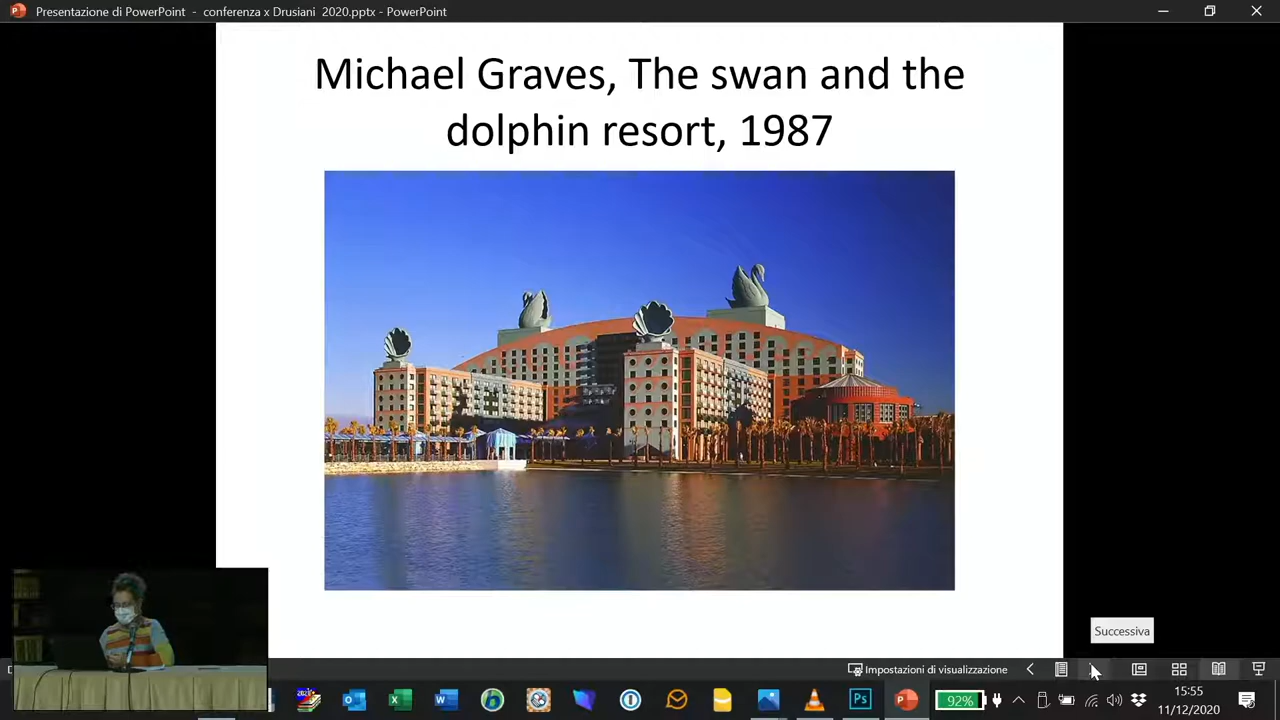 Presentazione di PowerPoint - conferenza x Drusiani 2020.pptx - PowerPoint
Michael Graves, The swan and the
dolphin resort, 1987
Successiva
Impostazioni di visualizzazione
92%
15:55
11/12/2020